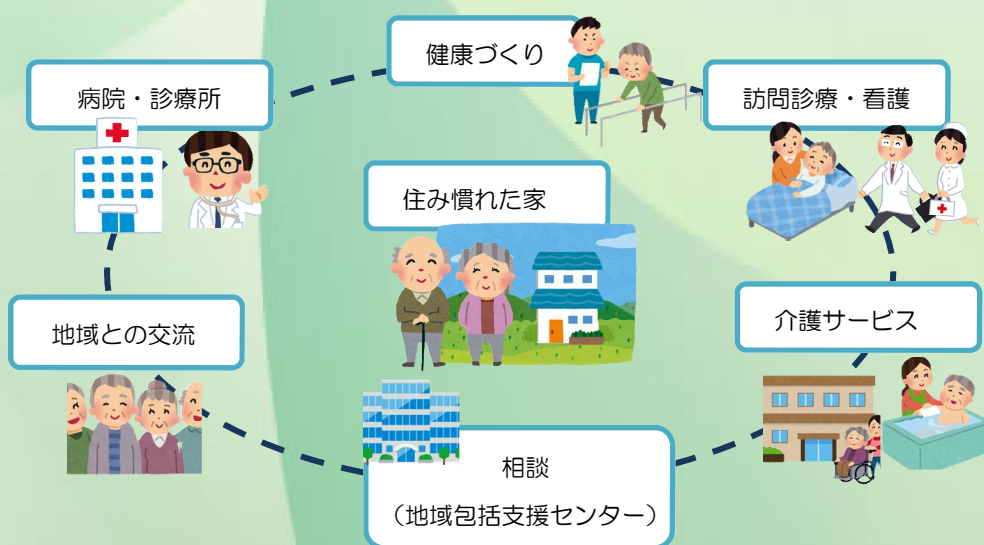 健康づくり
病院・診療所
訪問診療・看護
住み慣れた家
地域との交流
介護サービス
相談
（地域包括支援センター）